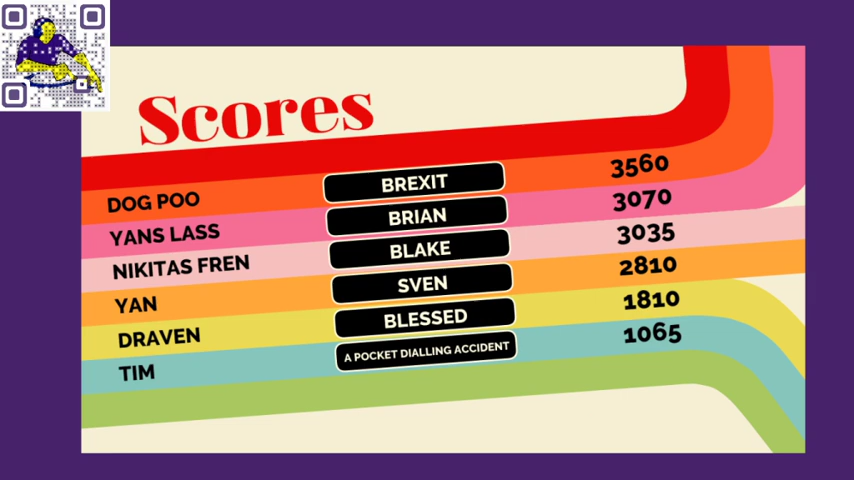 Scores
DOG POO BREXIT 3560
YANS LASS BRIAN 3070
NIKITAS FREN BLAKE 3035
YAN SVEN 2810
DRAVEN BLESSED 1810
TIM A POCKET DIALLING ACCIDENT 1065